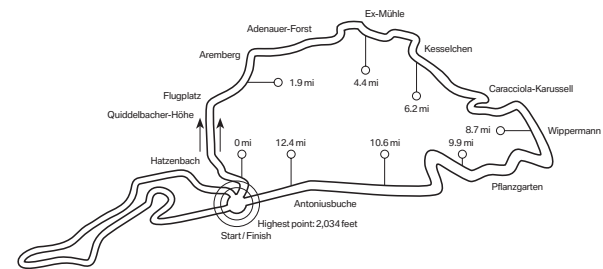 Ex-Mühle
Adenauer-Forst
Kesselchen
Aremberg
1.9 mi
4.4 mi
Caracciola-Karussell
Flugplatz
6.2 mi
Quiddelbacher-Höhe
8.7 mi
Wippermann
0 mi
12.4 mi
10.6 mi
9.9 mi
Hatzenbach
Pflanzgarten
Antoniusbuche
Highest point: 2,034 feet
Start / Finish